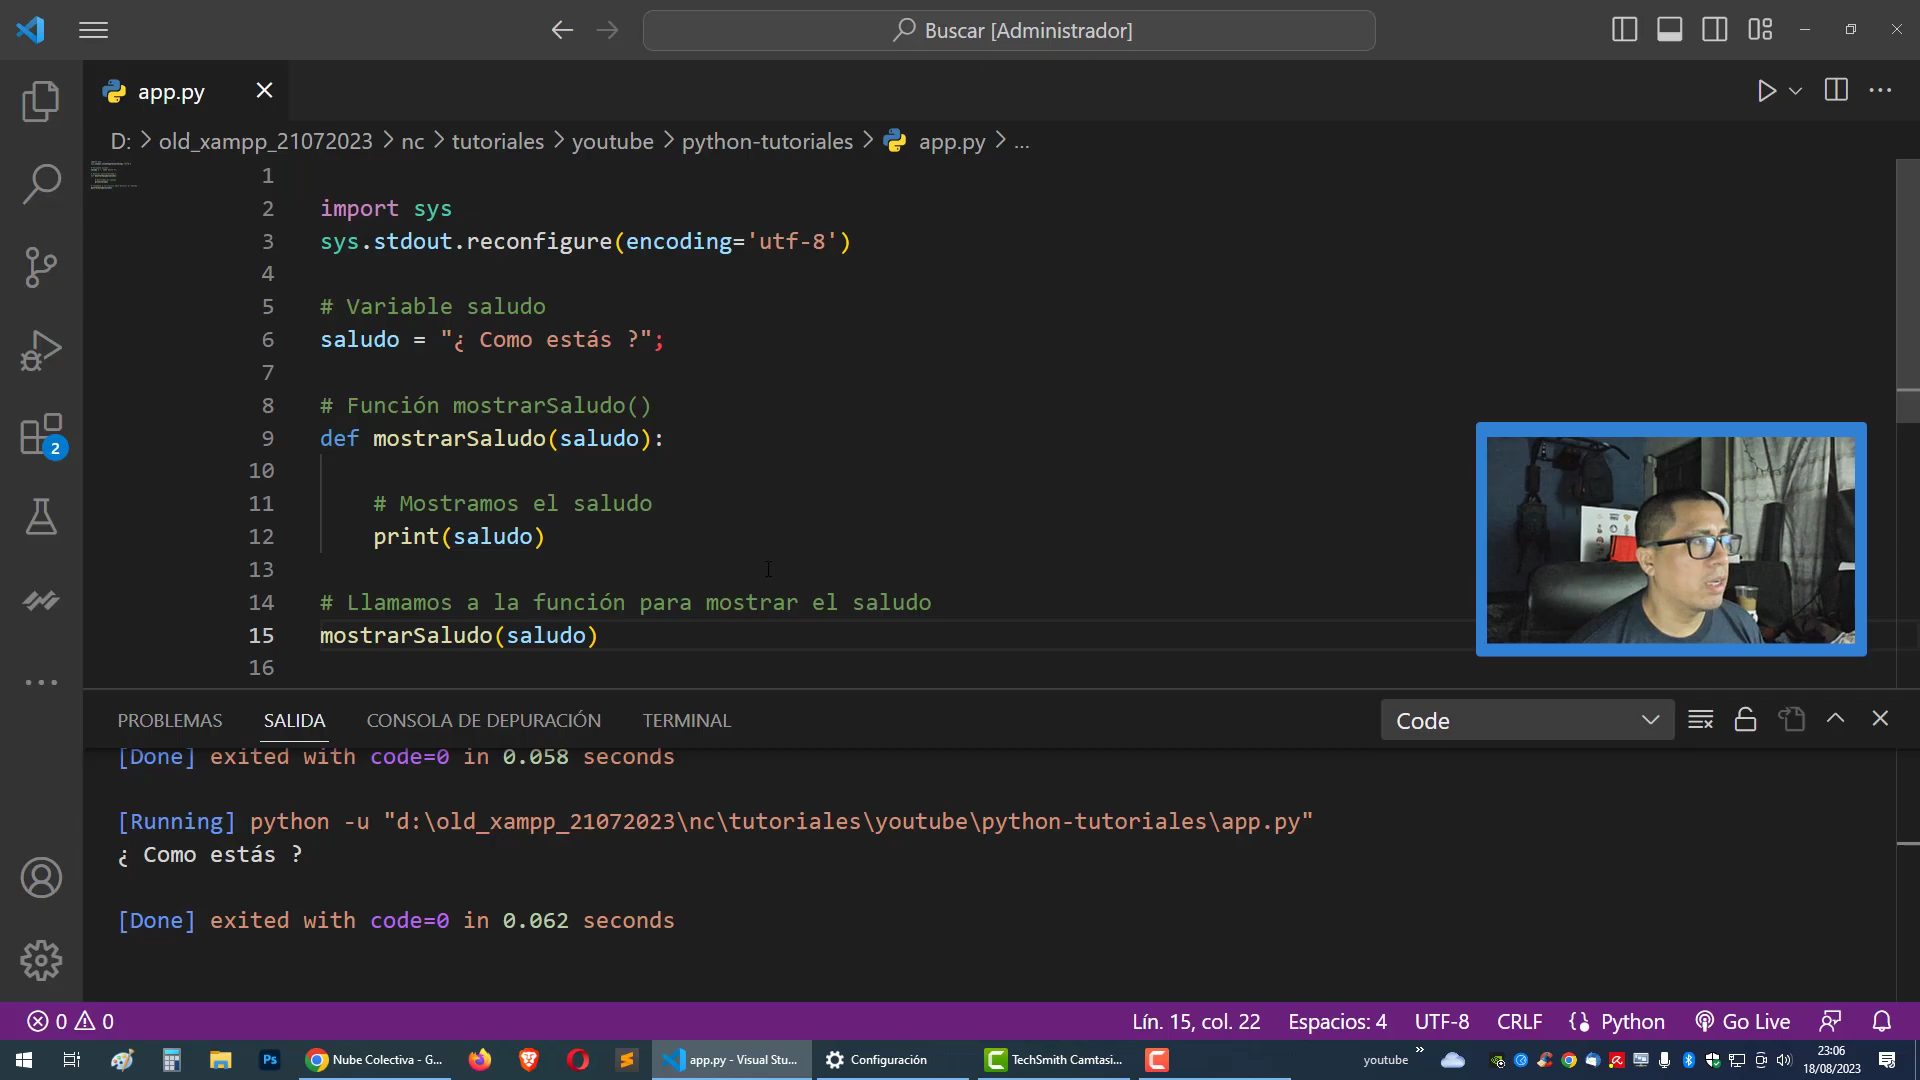 Buscar [Administrador]
app.py
D: > old_xampp_21072023 > nc > tutoriales > youtube > python-tutoriales > app.py > ...
1
2 import sys
3 sys.stdout.reconfigure(encoding='utf-8')
4
5 # Variable saludo
6 saludo = "¿ Como estás ?";
7
8 # Función mostrarSaludo()
9 def mostrarSaludo(saludo):
10
11 # Mostramos el saludo
12 print(saludo)
13
14 # Llamamos a la función para mostrar el saludo
15 mostrarSaludo(saludo)
16
2
PROBLEMAS SALIDA CONSOLA DE DEPURACIÓN TERMINAL Code
[Done] exited with code=0 in 0.058 seconds
[Running] python -u "d:\old_xampp_21072023\nc\tutoriales\youtube\python-tutoriales\app.py"
¿ Como estás ?
[Done] exited with code=0 in 0.062 seconds
0 0 Lín. 15, col. 22 Espacios: 4 UTF-8 CRLF Python Go Live
Ps Nube Colectiva - G... app.py - Visual Stu... Configuración TechSmith Camtasi... youtube 23:06
18/08/2023